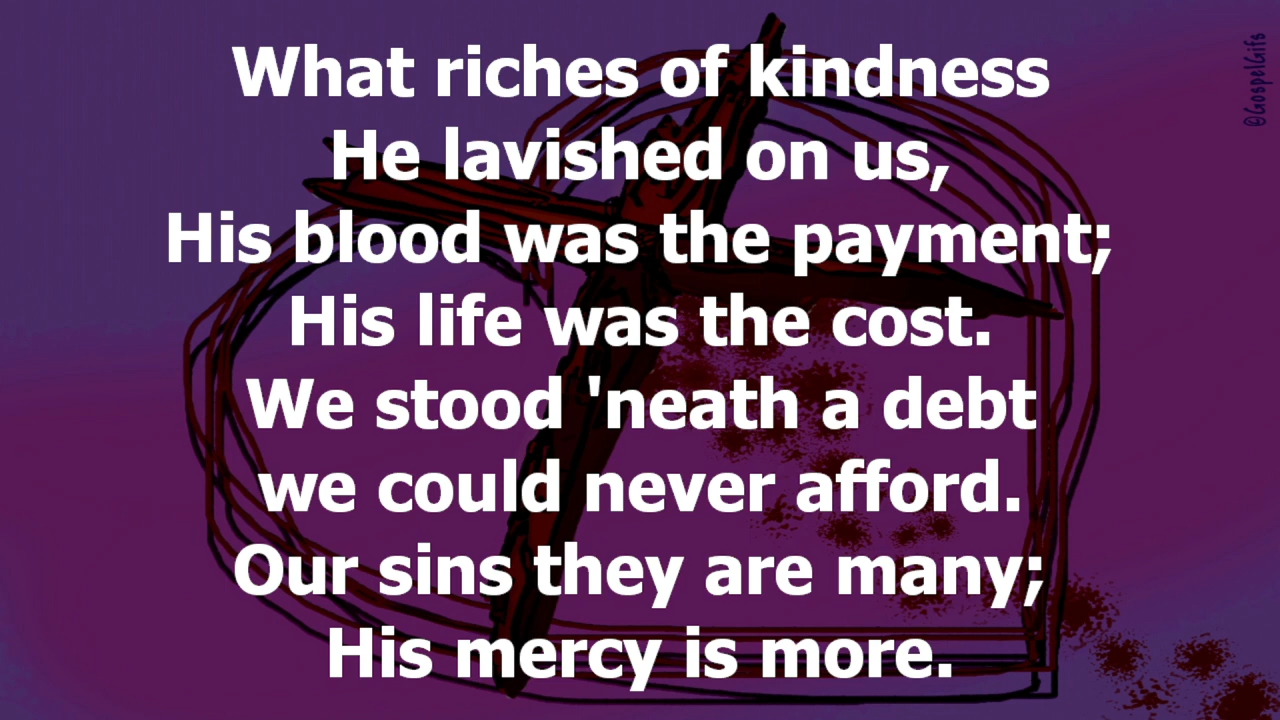 What riches of kindness
He lavished on us,
His blood was the payment;
His life was the cost.
We stood 'neath a debt
we could never afford.
Our sins they are many;
His mercy is more.
©GospelGifs